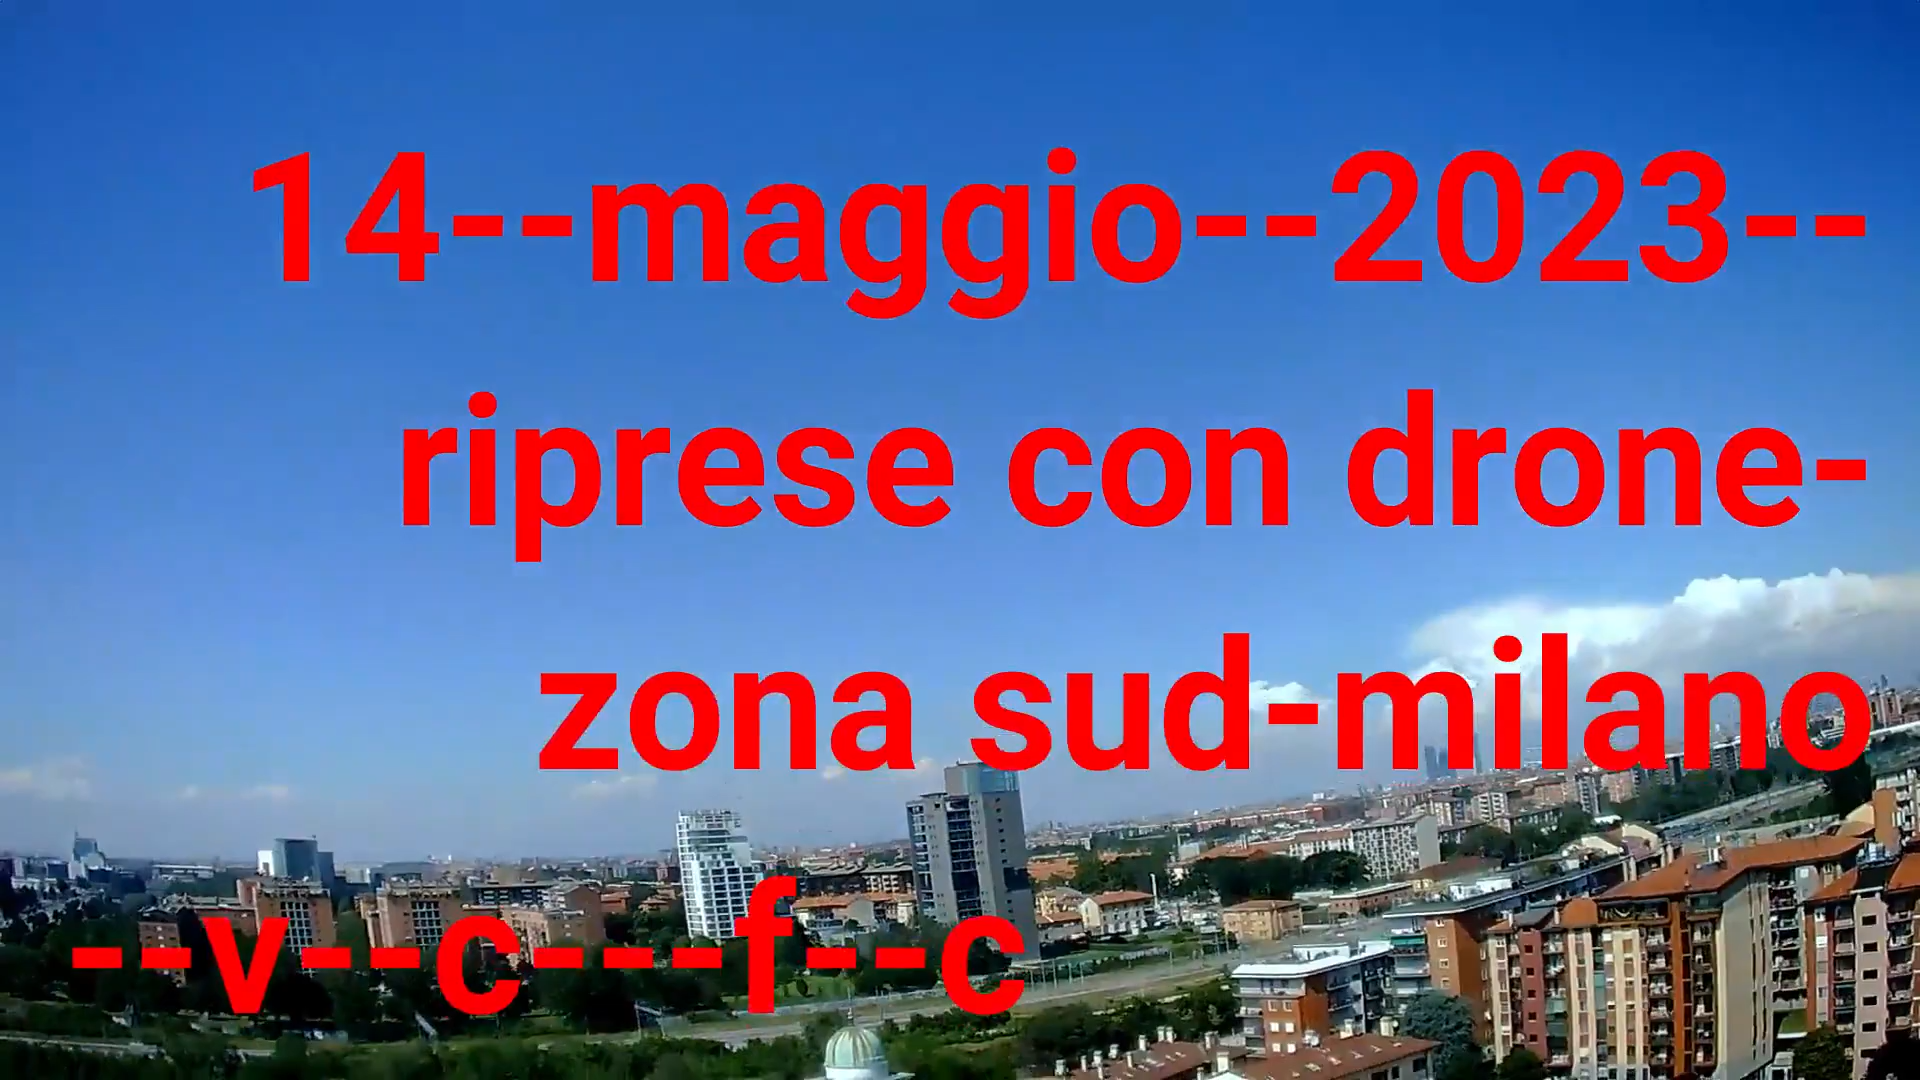 14--maggio--2023--
riprese con drone-
zona sud-milano
--v--c----f--c